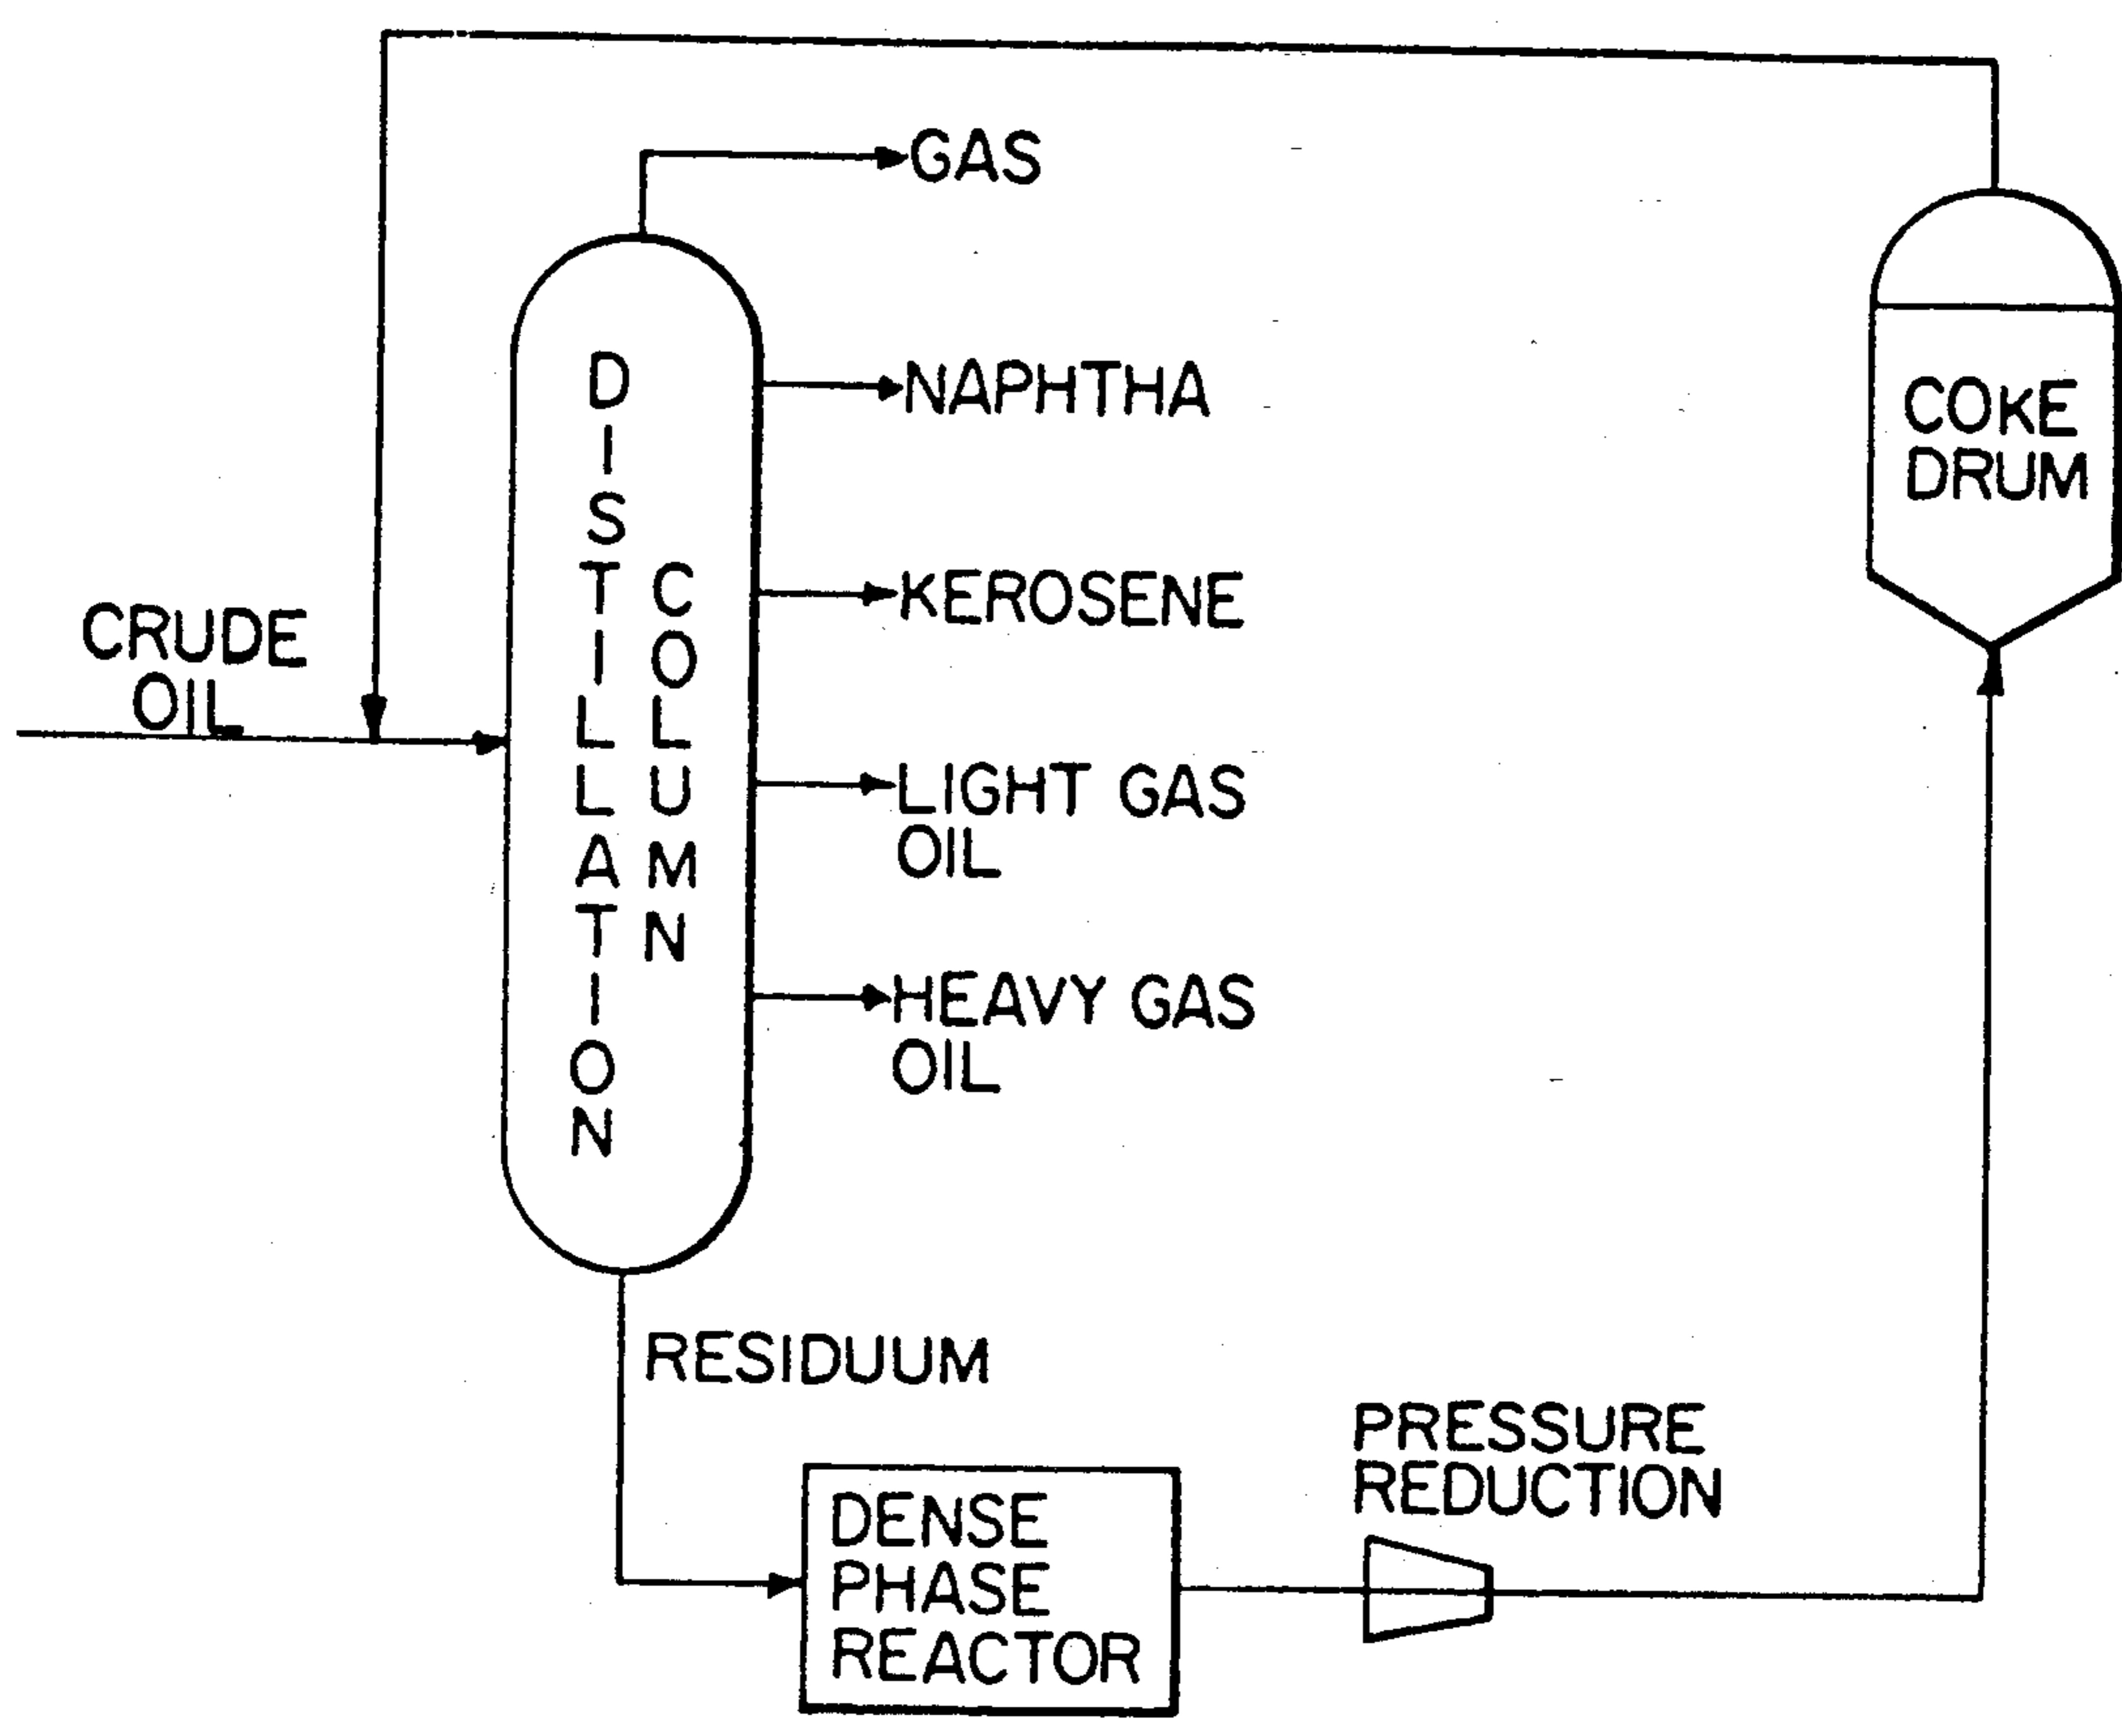 GAS
NAPHTHA
COKE
DRUM
DISTILLATION
COLUMN
KEROSENE
CRUDE
OIL
LIGHT GAS
OIL
HEAVY GAS
OIL
RESIDUUM
PRESSURE
REDUCTION
DENSE
PHASE
REACTOR